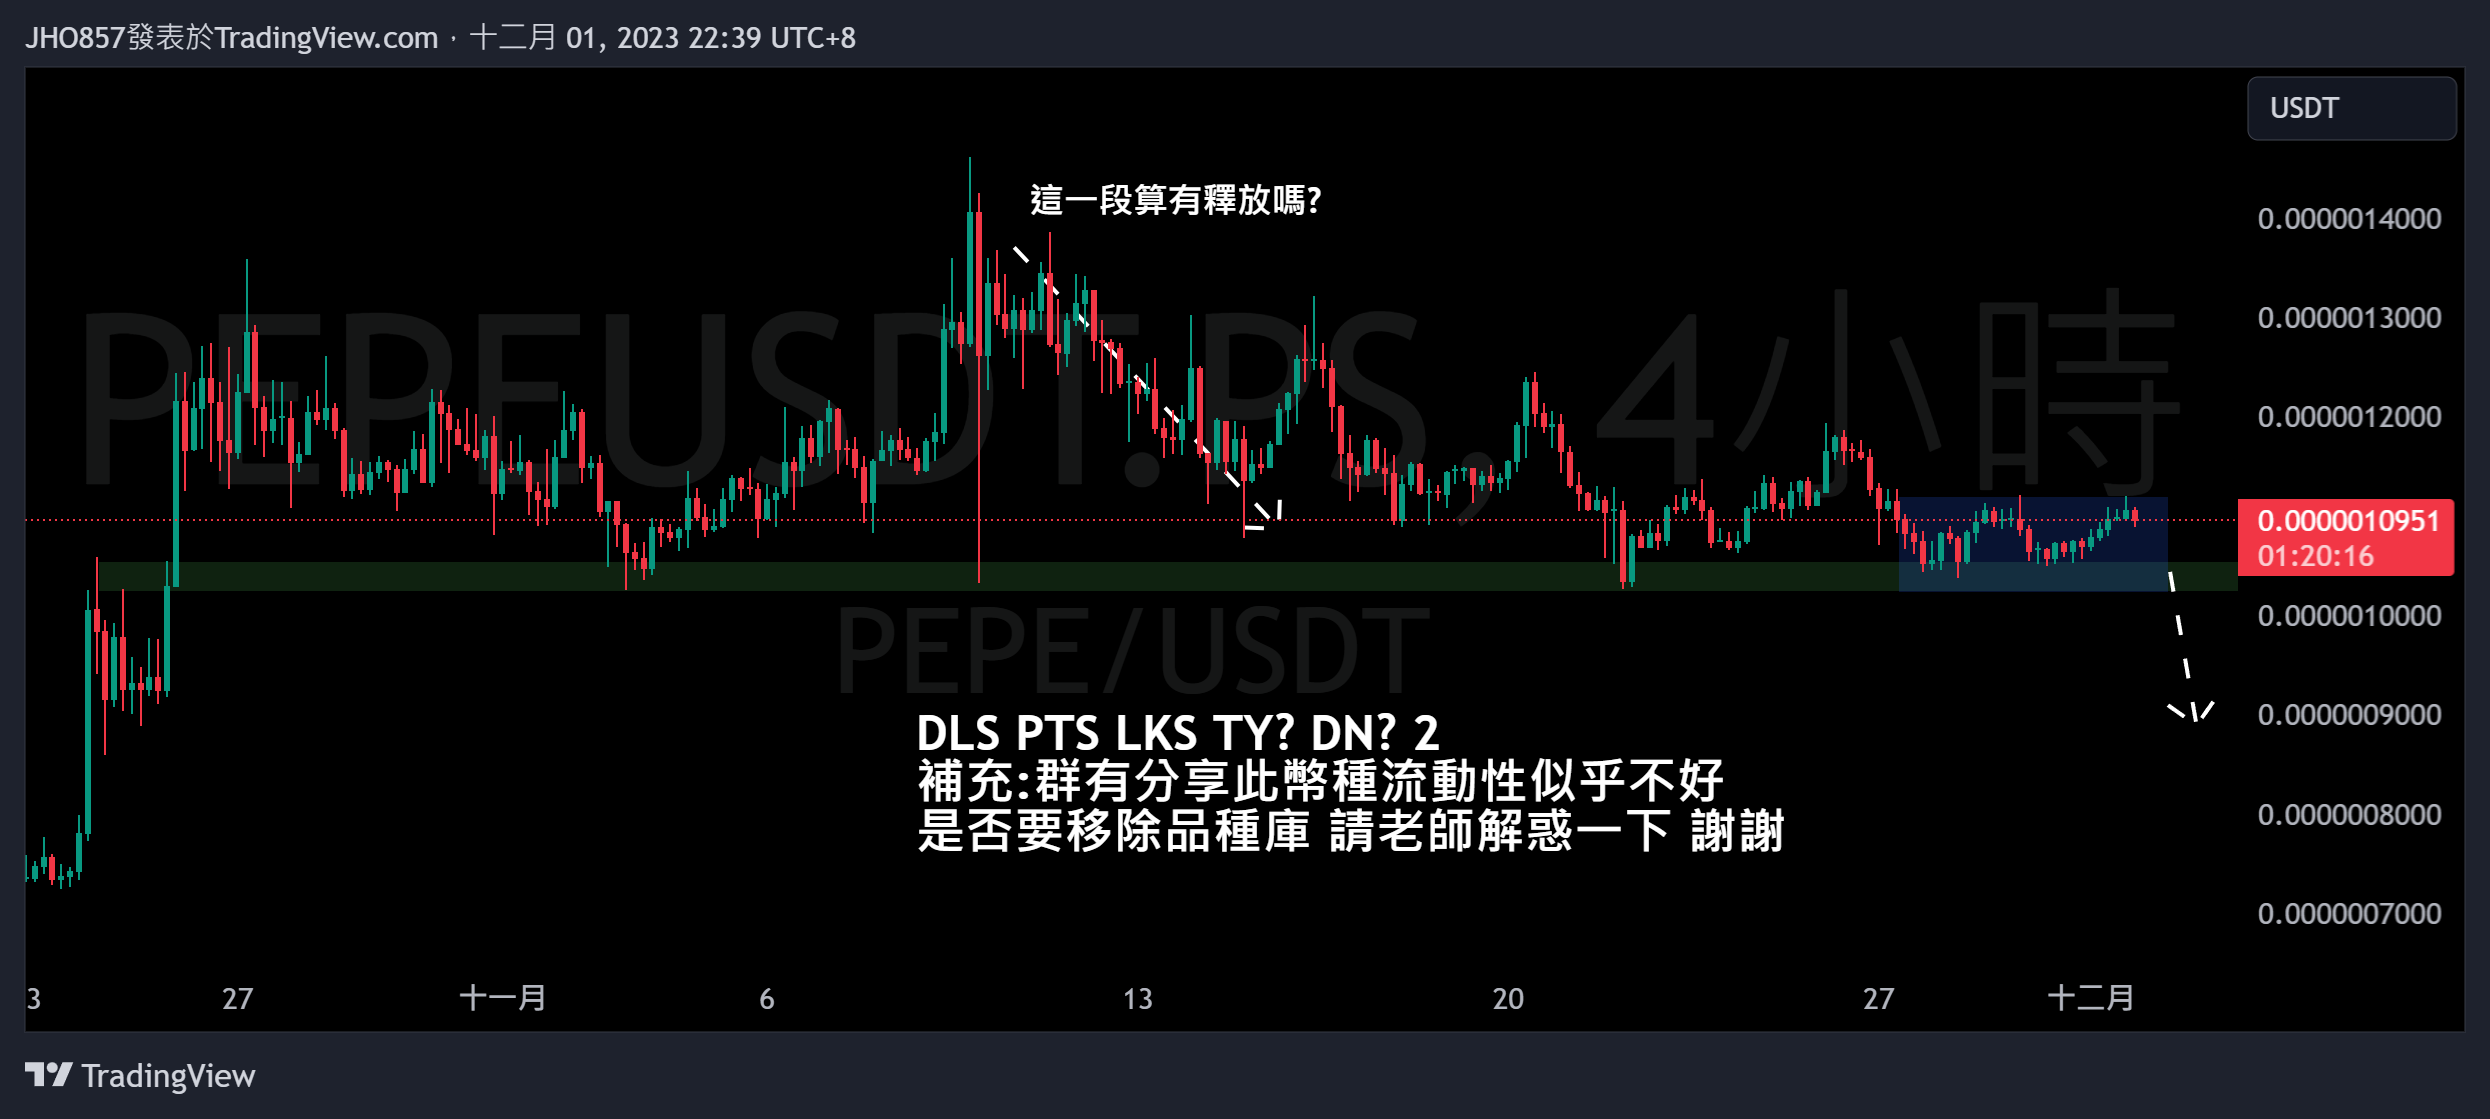 JHO857發表於TradingView.com，十二月 01, 2023 22:39 UTC+8
USDT
這一段算有釋放嗎?
0.0000014000
0.0000013000
0.0000012000
PEPEUSDT.PS, 4小時
0.0000010951
01:20:16
0.0000010000
PEPE/USDT
0.0000009000
DLS PTS LKS TY? DN? 2
補充:群有分享此幣種流動性似乎不好
是否要移除品種庫 請老師解惑一下 謝謝
0.0000008000
0.0000007000
3 27 十一月 6 13 20 27 十二月
TradingView